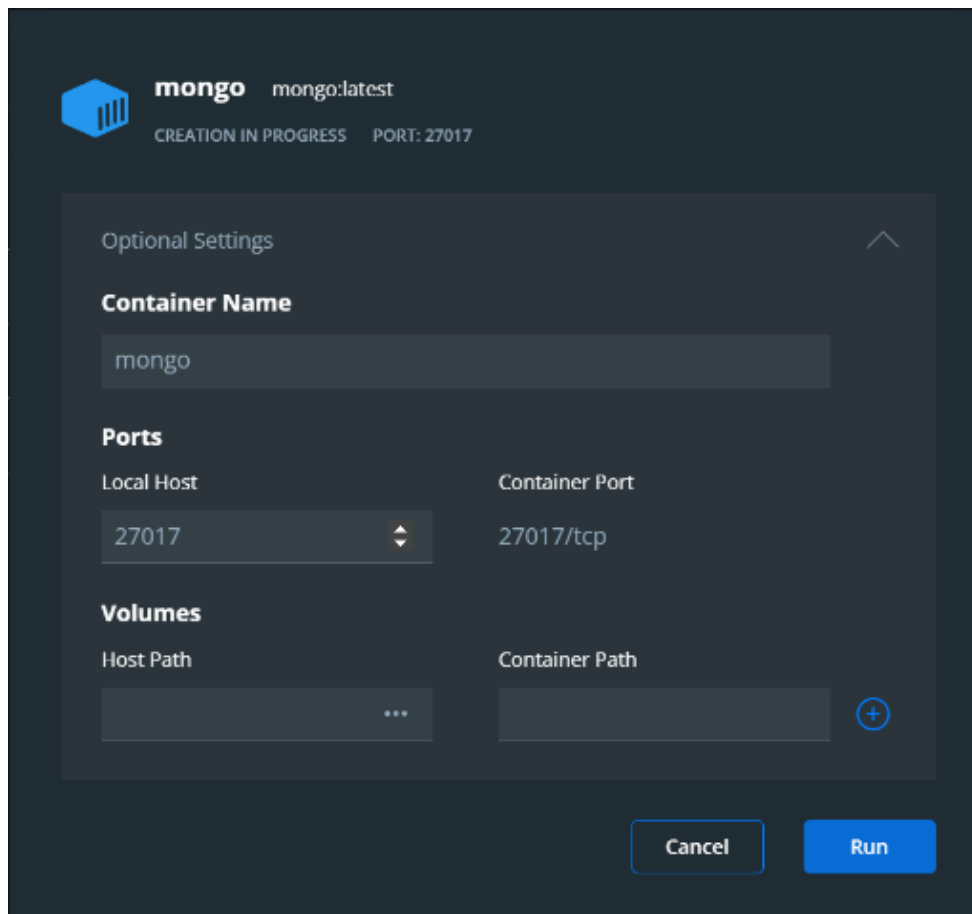 mongo mongo:latest
CREATION IN PROGRESS PORT: 27017
Optional Settings
Container Name
mongo
Ports
Local Host Container Port
27017 27017/tcp
Volumes
Host Path Container Path
Cancel Run